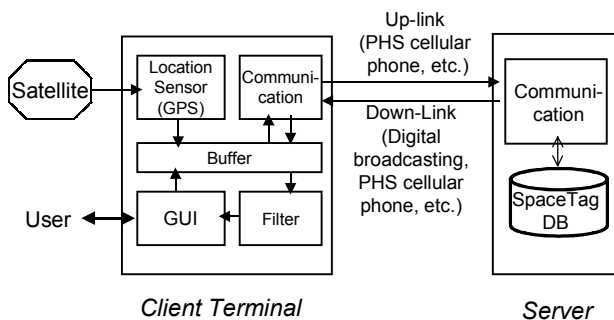 Satellite
User
Location
Sensor
(GPS)
Communi-
cation
Buffer
GUI
Filter
Client Terminal
Up-link
(PHS cellular
phone, etc.)
Down-Link
(Digital
broadcasting,
PHS cellular
phone, etc.)
Communi-
cation
SpaceTag
DB
Server